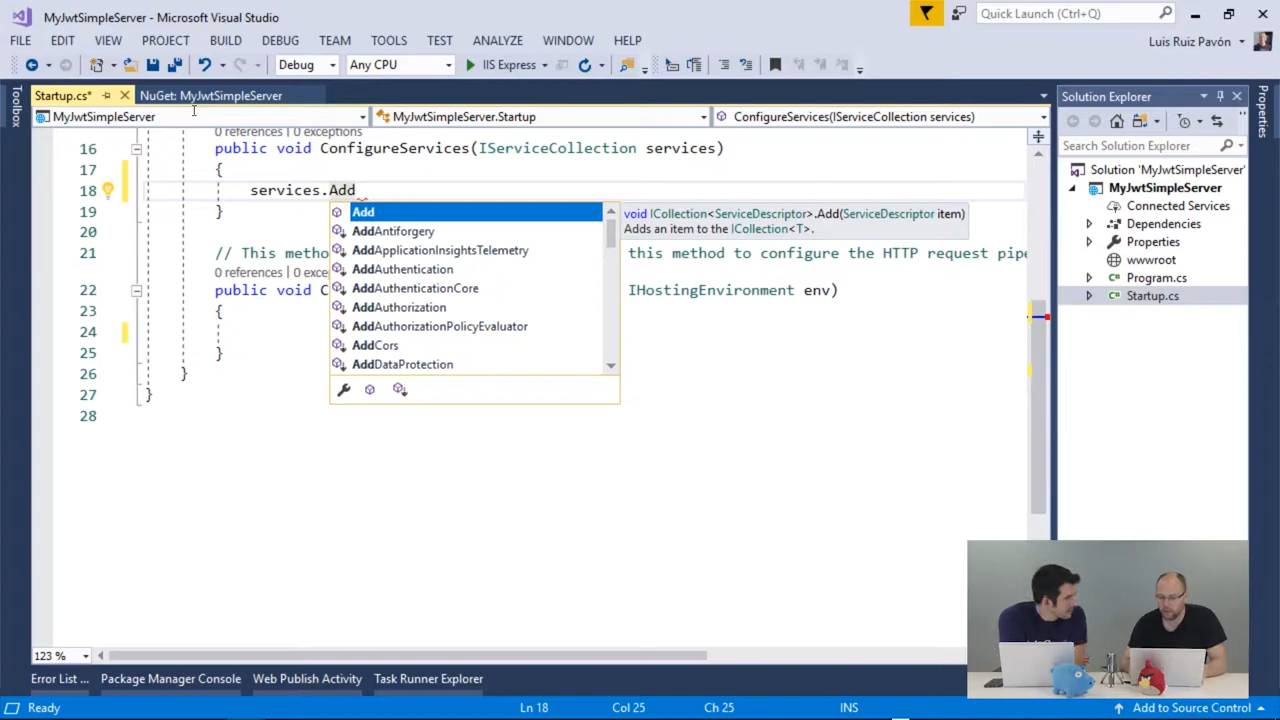 MyJwtSimpleServer - Microsoft Visual Studio
Quick Launch (Ctrl+Q)
FILE EDIT VIEW PROJECT BUILD DEBUG TEAM TOOLS TEST ANALYZE WINDOW HELP
Luis Ruiz Pavón
Debug Any CPU IIS Express
Toolbox
Startup.cs* NuGet: MyJwtSimpleServer
MyJwtSimpleServer MyJwtSimpleServer.Startup ConfigureServices(IServiceCollection services)
0 references | 0 exceptions
16 public void ConfigureServices(IServiceCollection services)
17 {
18 services.Add
19 }
20
21 // This meth this method to configure the HTTP request pipe
0 references | 0 exce
22 public void C IHostingEnvironment env)
23 {
24
25 }
26 }
27 }
28
Add
AddAntiforgery
AddApplicationInsightsTelemetry
AddAuthentication
AddAuthenticationCore
AddAuthorization
AddAuthorizationPolicyEvaluator
AddCors
AddDataProtection
void ICollection<ServiceDescriptor>.Add(ServiceDescriptor item)
Adds an item to the ICollection<T>.
Solution Explorer
Search Solution Explorer
Solution 'MyJwtSimpleServer'
MyJwtSimpleServer
Connected Services
Dependencies
Properties
wwwroot
Program.cs
Startup.cs
Properties
123 %
Error List ... Package Manager Console Web Publish Activity Task Runner Explorer
Ready Ln 18 Col 25 Ch 25 INS Add to Source Control